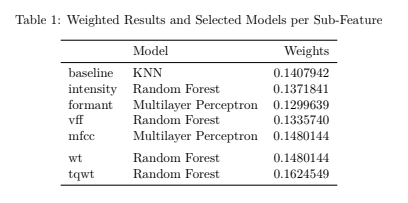 Table 1: Weighted Results and Selected Models per Sub-Feature
Model Weights
baseline KNN 0.1407942
intensity Random Forest 0.1371841
formant Multilayer Perceptron 0.1299639
vff Random Forest 0.1335740
mfcc Multilayer Perceptron 0.1480144
wt Random Forest 0.1480144
tqwt Random Forest 0.1624549